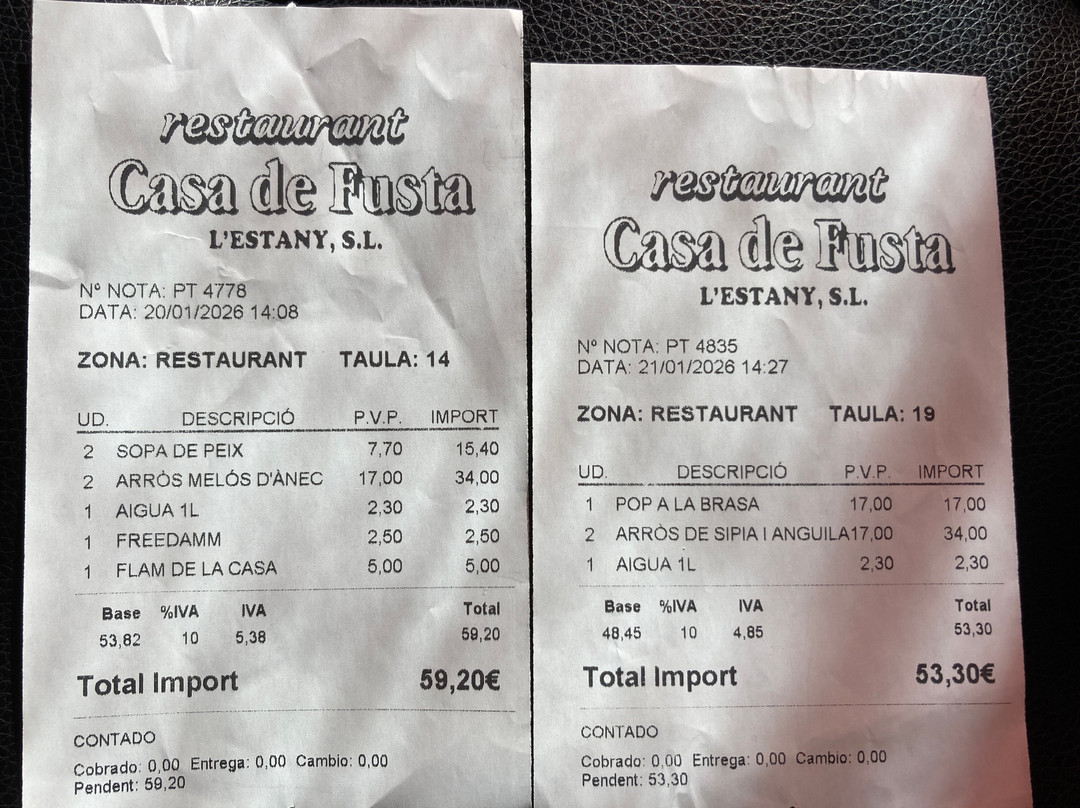 restaurant
Casa de Fusta
L'ESTANY, S.L.
Nº NOTA: PT 4778
DATA: 20/01/2026 14:08
ZONA: RESTAURANT TAULA: 14
UD. DESCRIPCIÓ P.V.P. IMPORT
2 SOPA DE PEIX 7,70 15,40
2 ARRÒS MELÓS D'ÀNEC 17,00 34,00
1 AIGUA 1L 2,30 2,30
1 FREEDAMM 2,50 2,50
1 FLAM DE LA CASA 5,00 5,00
Base %IVA IVA Total
53,82 10 5,38 59,20
Total Import 59,20€
CONTADO
Cobrado: 0,00 Entrega: 0,00 Cambio: 0,00
Pendent: 59,20
restaurant
Casa de Fusta
L'ESTANY, S.L.
Nº NOTA: PT 4835
DATA: 21/01/2026 14:27
ZONA: RESTAURANT TAULA: 19
UD. DESCRIPCIÓ P.V.P. IMPORT
1 POP A LA BRASA 17,00 17,00
2 ARRÒS DE SIPIA I ANGUILA17,00 34,00
1 AIGUA 1L 2,30 2,30
Base %IVA IVA Total
48,45 10 4,85 53,30
Total Import 53,30€
CONTADO
Cobrado: 0,00 Entrega: 0,00 Cambio: 0,00
Pendent: 53,30